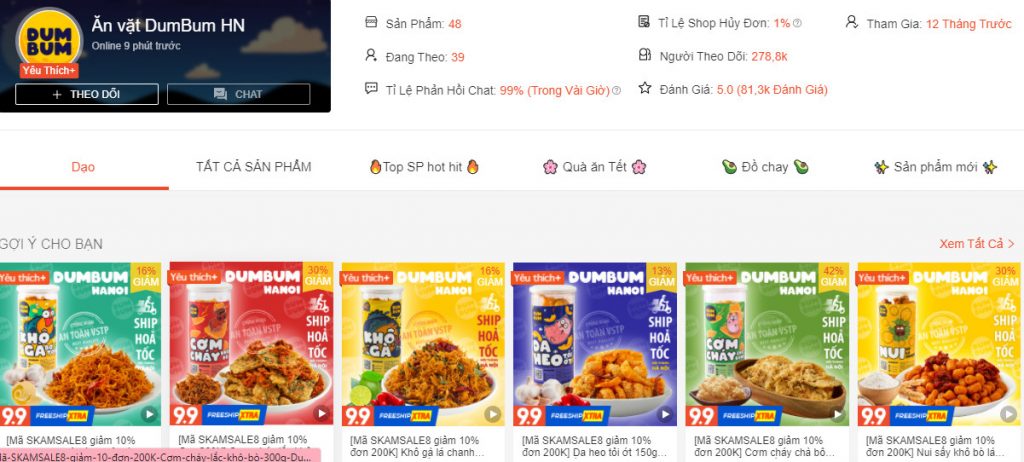 DUM
BUM
Yêu Thích+
Ăn vặt DumBum HN
Online 9 phút trước
+ THEO DÕI
CHAT
Sản Phẩm: 48
Đang Theo: 39
Tỉ Lệ Phản Hồi Chat: 99% (Trong Vài Giờ)
Tỉ Lệ Shop Hủy Đơn: 1%
Người Theo Dõi: 278,8k
Đánh Giá: 5.0 (81,3k Đánh Giá)
Tham Gia: 12 Tháng Trước
Dạo
TẤT CẢ SẢN PHẨM
🔥Top SP hot hit 🔥
🌸 Quà ăn Tết 🌸
🥑 Đồ chay 🥑
✨ Sản phẩm mới ✨
GỢI Ý CHO BẠN
Xem Tất Cả >
Yêu thích+
DUMBUM
HANOI
16%
GIẢM
KHÔ
GÀ
AN TOÀN VSTP
SHIP
HOẢ
TỐC
9.9
FREESHIP XTRA
[Mã SKAMSALE8 giảm 10%
đơn 200K] Khô gà lá chanh...
Yêu thích+
DUMBUM
HANOI
30%
GIẢM
CƠM
CHÁY
AN TOÀN VSTP
SHIP
HOẢ
TỐC
9.9
FREESHIP XTRA
[Mã SKAMSALE8 giảm 10%
Yêu thích+
DUMBUM
HANOI
16%
GIẢM
KHÔ
GÀ
AN TOÀN VSTP
SHIP
HOẢ
TỐC
9.9
FREESHIP XTRA
[Mã SKAMSALE8 giảm 10%
Yêu thích+
DUMBUM
HANOI
13%
GIẢM
DA
HEO
TỎI ỚT
AN TOÀN VSTP
SHIP
HOẢ
TỐC
9.9
FREESHIP XTRA
[Mã SKAMSALE8 giảm 10%
đơn 200K] Da heo tỏi ớt 150g...
Yêu thích+
DUMBUM
HANOI
42%
GIẢM
CƠM
CHÁY
AN TOÀN VSTP
SHIP
HOẢ
TỐC
9.9
FREESHIP XTRA
[Mã SKAMSALE8 giảm 10%
đơn 200K] Cơm cháy chà bô...
Yêu thích+
DUMBUM
HANOI
30%
GIẢM
NUI
AN TOÀN VSTP
SHIP
HOẢ
TỐC
9.9
FREESHIP XTRA
[Mã SKAMSALE8 giảm 10%
đơn 200K] Nui sấy khô bò lá...
Mã-SKAMSALE8-giảm-10-đơn-200K-Cơm-cháy-lắc-khô-bò-300g-Du...